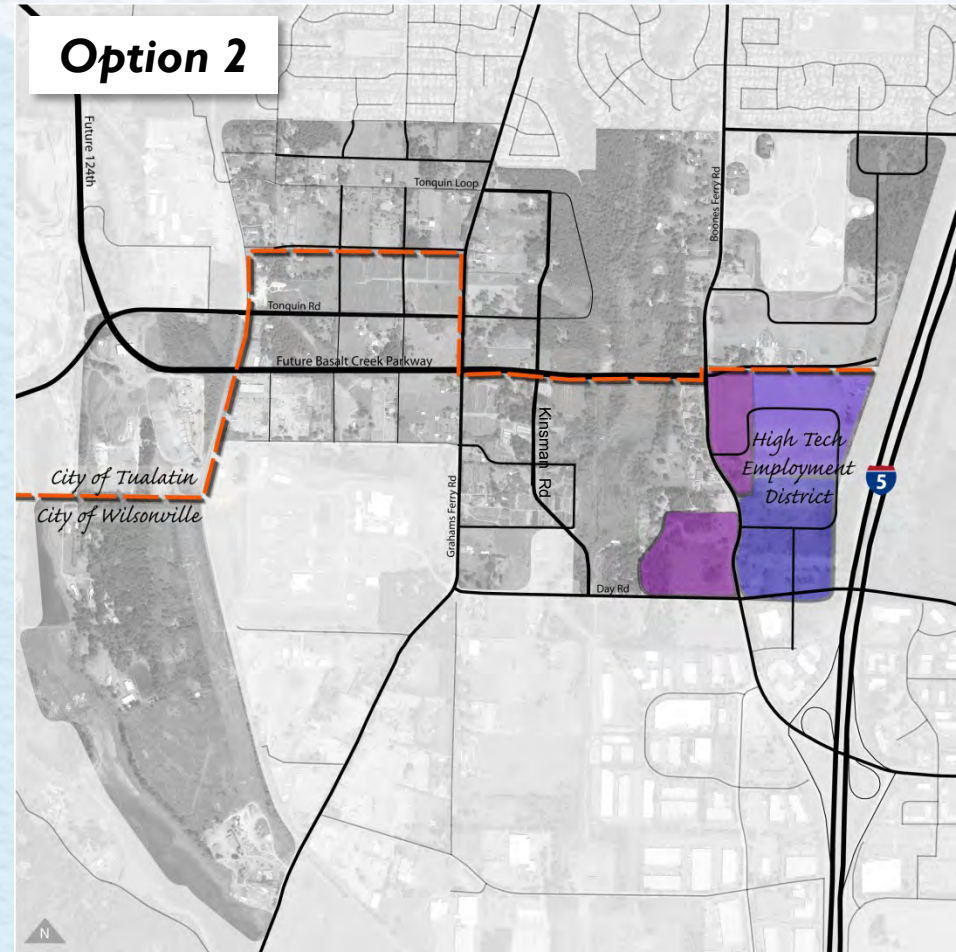 Option 2
Future 124th
Tonquin Loop
Boones Ferry Rd
Tonquin Rd
Future Basalt Creek Parkway
Kinsman Rd
High Tech
Employment
District
5
City of Tualatin
City of Wilsonville
Grahams Ferry Rd
Day Rd
N